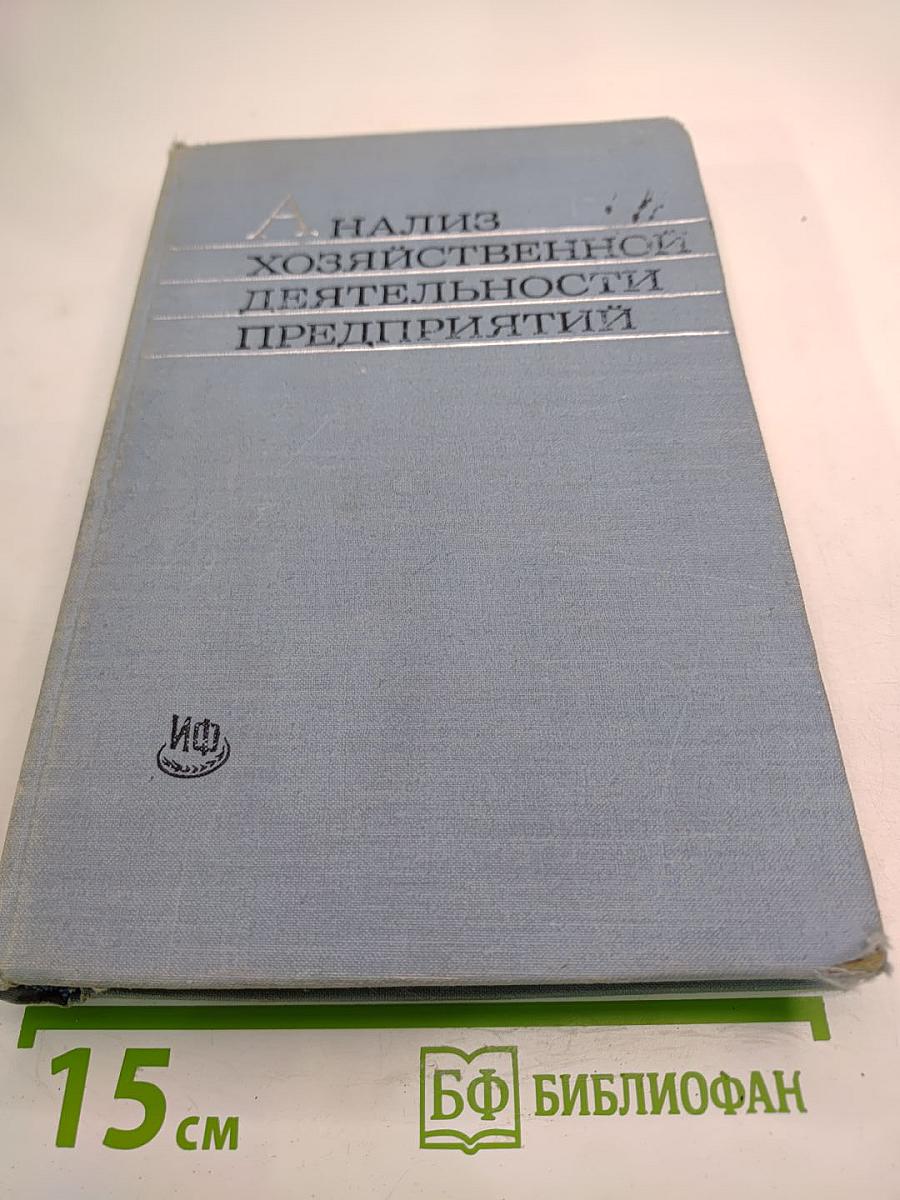 АНАЛИЗ
ХОЗЯЙСТВЕННОЙ
ДЕЯТЕЛЬНОСТИ
ПРЕДПРИЯТИЙ
ИФ
15 см
БФ БИБЛИОФАН